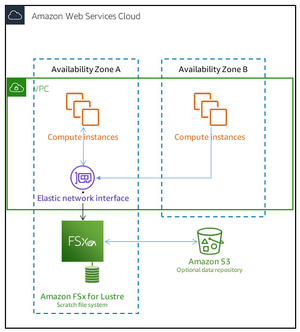 Amazon Web Services Cloud
Availability Zone A
Availability Zone B
VPC
Compute instances
Compute instances
Elastic network interface
FSx
Amazon FSx for Lustre
Scratch file system
Amazon S3
Optional data repository